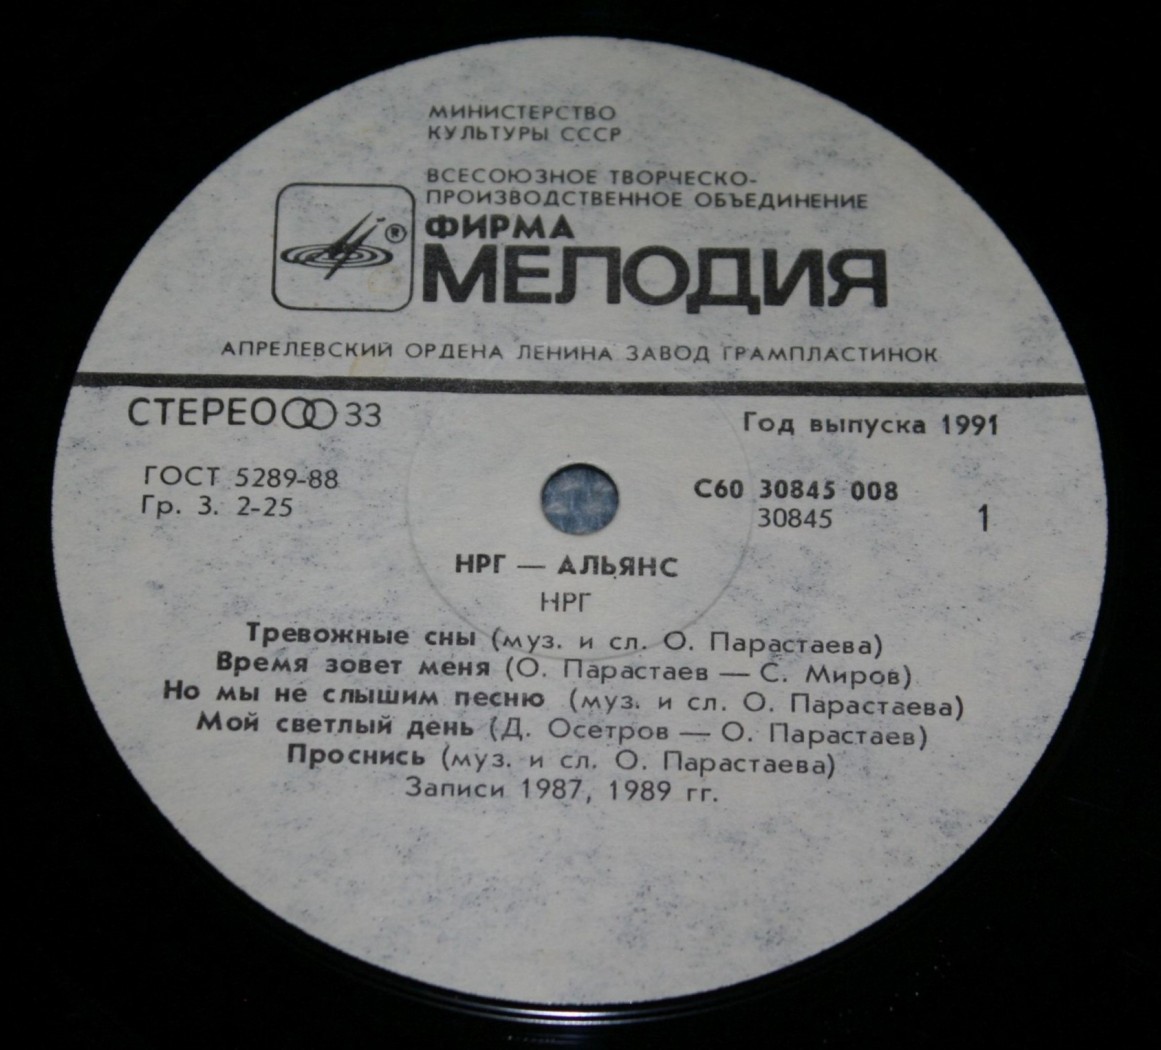 МИНИСТЕРСТВО
КУЛЬТУРЫ СССР
ВСЕСОЮЗНОЕ ТВОРЧЕСКО-
ПРОИЗВОДСТВЕННОЕ ОБЪЕДИНЕНИЕ
ФИРМА
®
МЕЛОДИЯ
АПРЕЛЕВСКИЙ ОРДЕНА ЛЕНИНА ЗАВОД ГРАМПЛАСТИНОК
СТЕРЕО 33
Год выпуска 1991
ГОСТ 5289-88
Гр. 3. 2-25
С60 30845 008
30845
1
НРГ — АЛЬЯНС
НРГ
Тревожные сны (муз. и сл. О. Парастаева)
Время зовет меня (О. Парастаев — С. Миров)
Но мы не слышим песню (муз. и сл. О. Парастаева)
Мой светлый день (Д. Осетров — О. Парастаев)
Проснись (муз. и сл. О. Парастаева)
Записи 1987, 1989 гг.